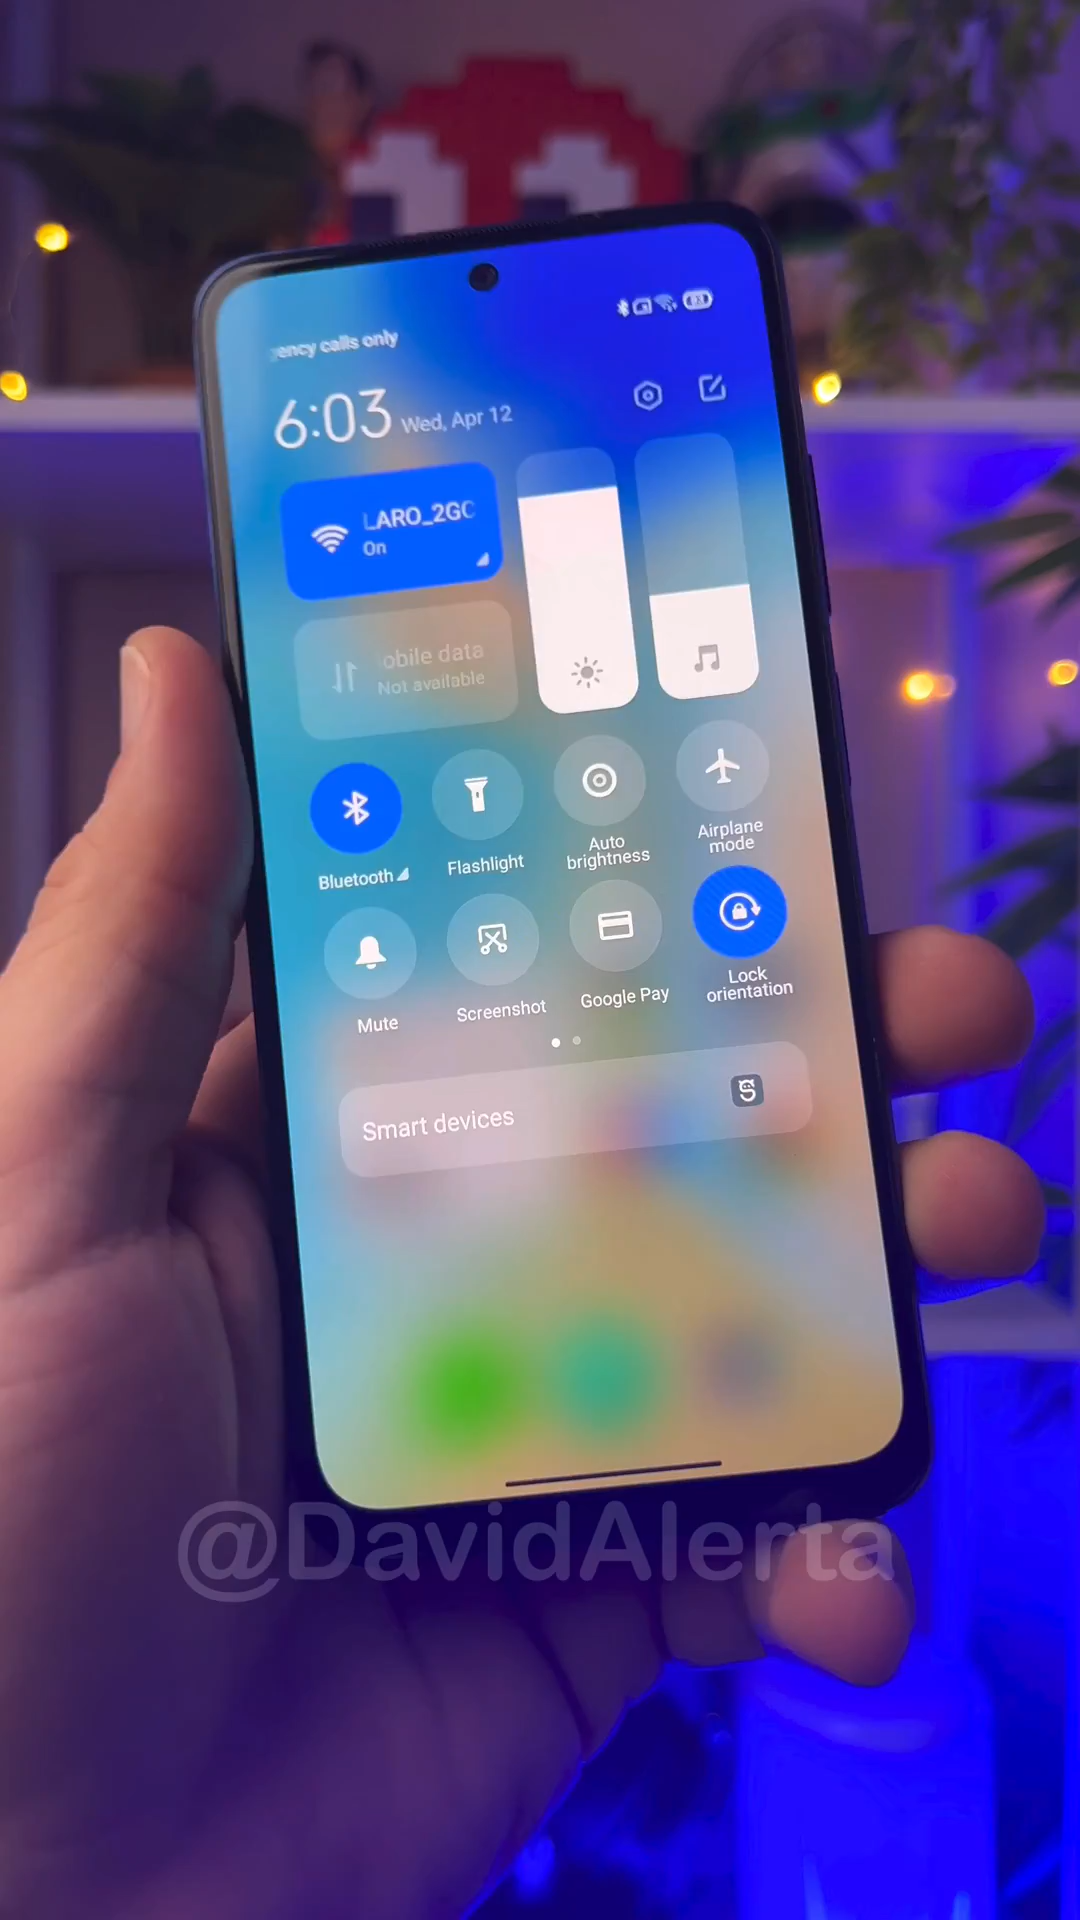 ency calls only
6:03 Wed, Apr 12
LARO_2GC
On
obile data
Not available
Bluetooth
Flashlight
Auto
brightness
Airplane
mode
Mute
Screenshot
Google Pay
Lock
orientation
Smart devices
@DavidAlerta